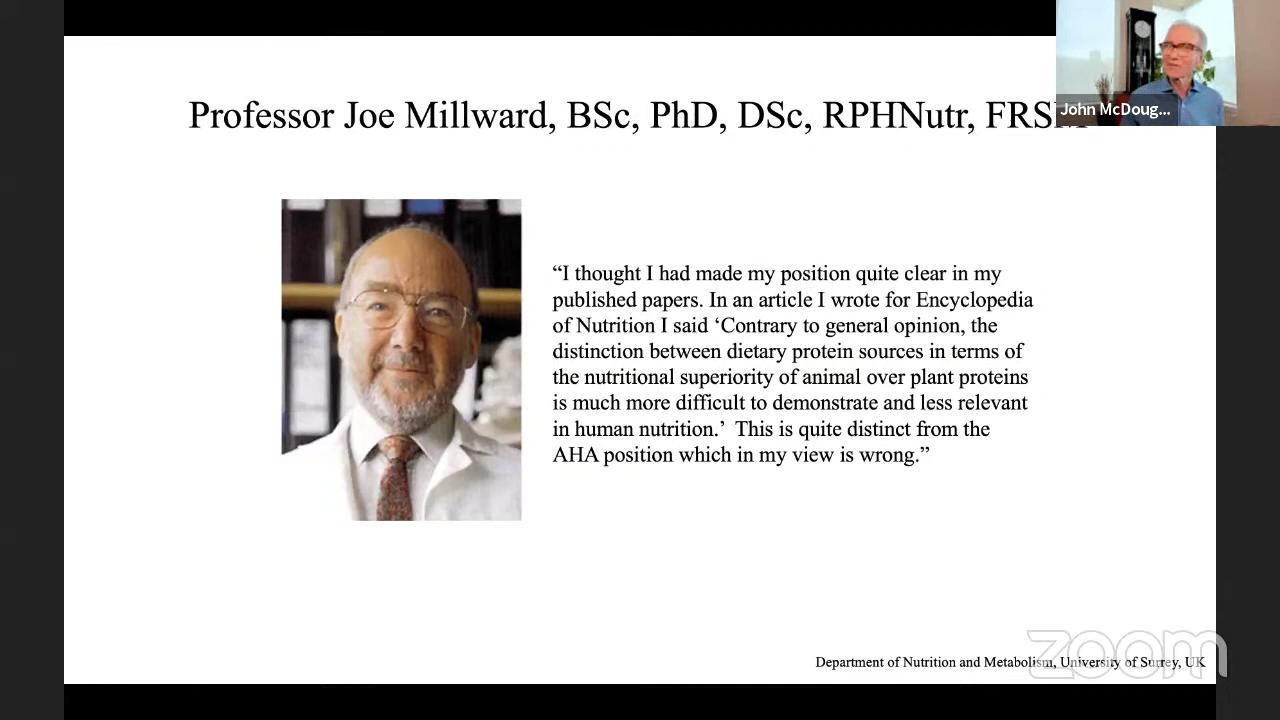 Professor Joe Millward, BSc, PhD, DSc, RPHNutr,
John McDoug...
“I thought I had made my position quite clear in my
published papers. In an article I wrote for Encyclopedia
of Nutrition I said ‘Contrary to general opinion, the
distinction between dietary protein sources in terms of
the nutritional superiority of animal over plant proteins
is much more difficult to demonstrate and less relevant
in human nutrition.’ This is quite distinct from the
AHA position which in my view is wrong.”
zoom
Department of Nutrition and Metabolism, University of Surrey, UK